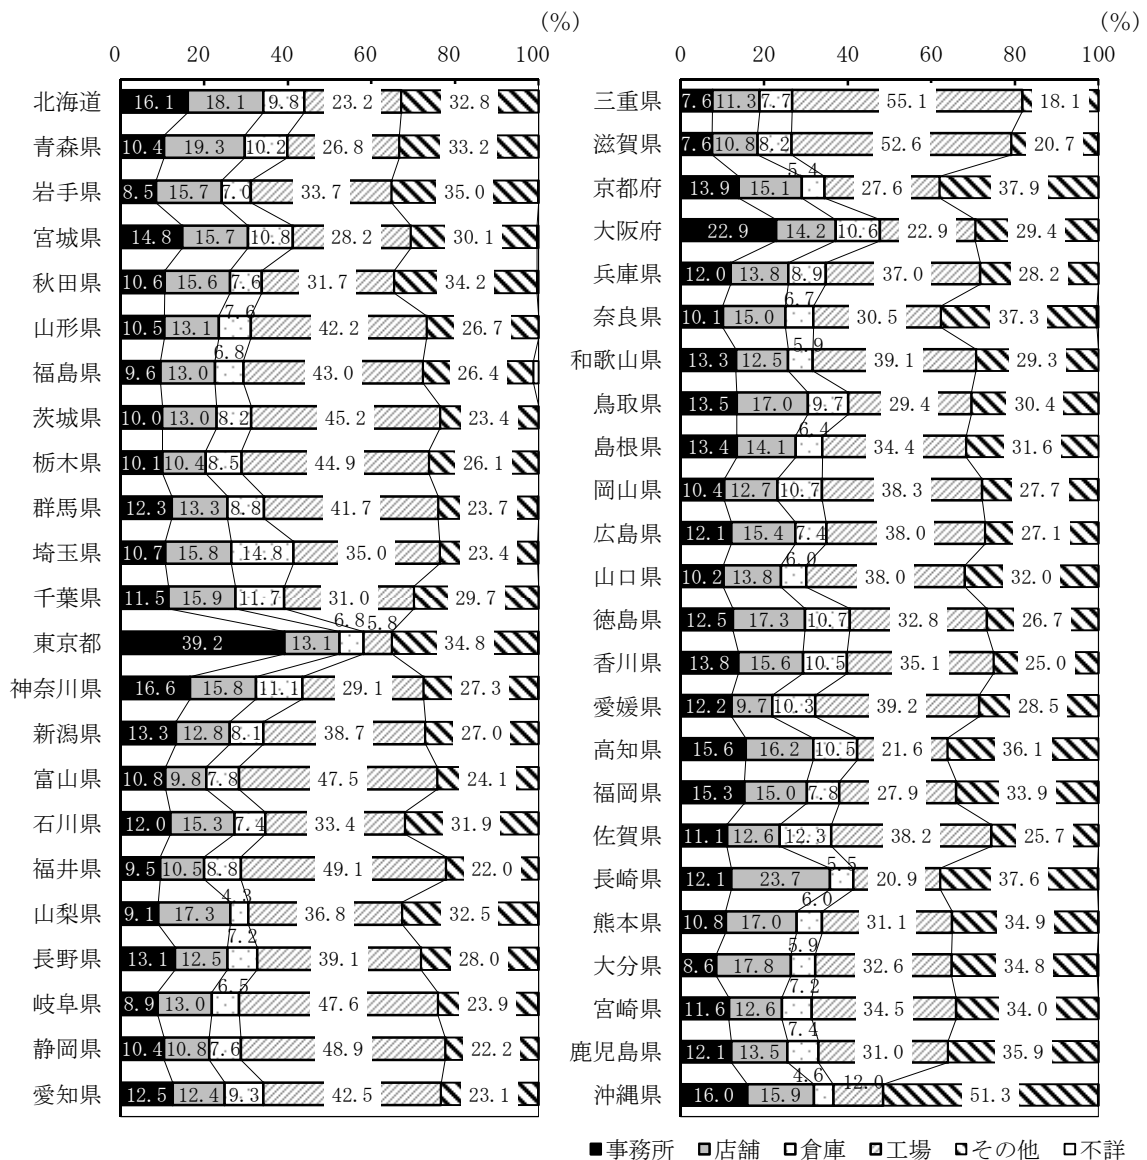 (%)
0 20 40 60 80 100
北海道 16.1 18.1 9.8 23.2 32.8
青森県 10.4 19.3 10.2 26.8 33.2
岩手県 8.5 15.7 7.0 33.7 35.0
宮城県 14.8 15.7 10.8 28.2 30.1
秋田県 10.6 15.6 7.6 31.7 34.2
山形県 10.5 13.1 7.6 42.2 26.7
福島県 9.6 13.0 6.8 43.0 26.4
茨城県 10.0 13.0 8.2 45.2 23.4
栃木県 10.1 10.4 8.5 44.9 26.1
群馬県 12.3 13.3 8.8 41.7 23.7
埼玉県 10.7 15.8 14.8 35.0 23.4
千葉県 11.5 15.9 11.7 31.0 29.7
東京都 39.2 13.1 6.8 5.8 34.8
神奈川県 16.6 15.8 11.1 29.1 27.3
新潟県 13.3 12.8 8.1 38.7 27.0
富山県 10.8 9.8 7.8 47.5 24.1
石川県 12.0 15.3 7.4 33.4 31.9
福井県 9.5 10.5 8.8 49.1 22.0
山梨県 9.1 17.3 4.3 36.8 32.5
長野県 13.1 12.5 7.2 39.1 28.0
岐阜県 8.9 13.0 6.5 47.6 23.9
静岡県 10.4 10.8 7.6 48.9 22.2
愛知県 12.5 12.4 9.3 42.5 23.1
(%)
0 20 40 60 80 100
三重県 7.6 11.3 7.7 55.1 18.1
滋賀県 7.6 10.8 8.2 52.6 20.7
京都府 13.9 15.1 5.4 27.6 37.9
大阪府 22.9 14.2 10.6 22.9 29.4
兵庫県 12.0 13.8 8.9 37.0 28.2
奈良県 10.1 15.0 6.7 30.5 37.3
和歌山県 13.3 12.5 5.9 39.1 29.3
鳥取県 13.5 17.0 9.7 29.4 30.4
島根県 13.4 14.1 6.4 34.4 31.6
岡山県 10.4 12.7 10.7 38.3 27.7
広島県 12.1 15.4 7.4 38.0 27.1
山口県 10.2 13.8 6.0 38.0 32.0
徳島県 12.5 17.3 10.7 32.8 26.7
香川県 13.8 15.6 10.5 35.1 25.0
愛媛県 12.2 9.7 10.3 39.2 28.5
高知県 15.6 16.2 10.5 21.6 36.1
福岡県 15.3 15.0 7.8 27.9 33.9
佐賀県 11.1 12.6 12.3 38.2 25.7
長崎県 12.1 23.7 5.5 20.9 37.6
熊本県 10.8 17.0 6.0 31.1 34.9
大分県 8.6 17.8 5.9 32.6 34.8
宮崎県 11.6 12.6 7.2 34.5 34.0
鹿児島県 12.1 13.5 7.4 31.0 35.9
沖縄県 16.0 15.9 4.6 12.0 51.3
事務所 店舗 倉庫 工場 その他 不詳